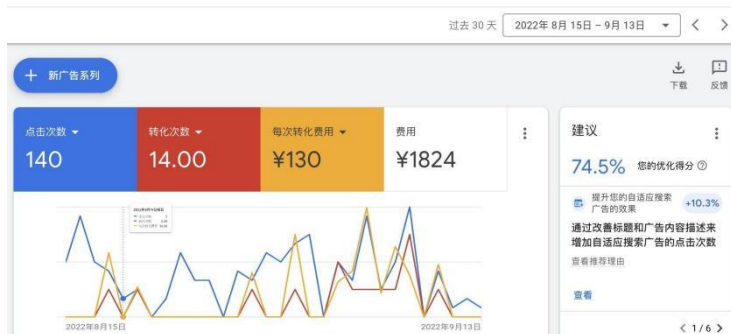 过去 30 天 2022年 8月 15日 – 9月 13日
新广告系列
下载 反馈
点击次数 转化次数 每次转化费用 费用
140 14.00 ¥130 ¥1824
2022年8月15日 2022年9月13日
建议
74.5% 您的优化得分
提升您的自适应搜索
广告的效果
+10.3%
通过改善标题和广告内容描述来
增加自适应搜索广告的点击次数
查看推荐理由
查看
1 / 6